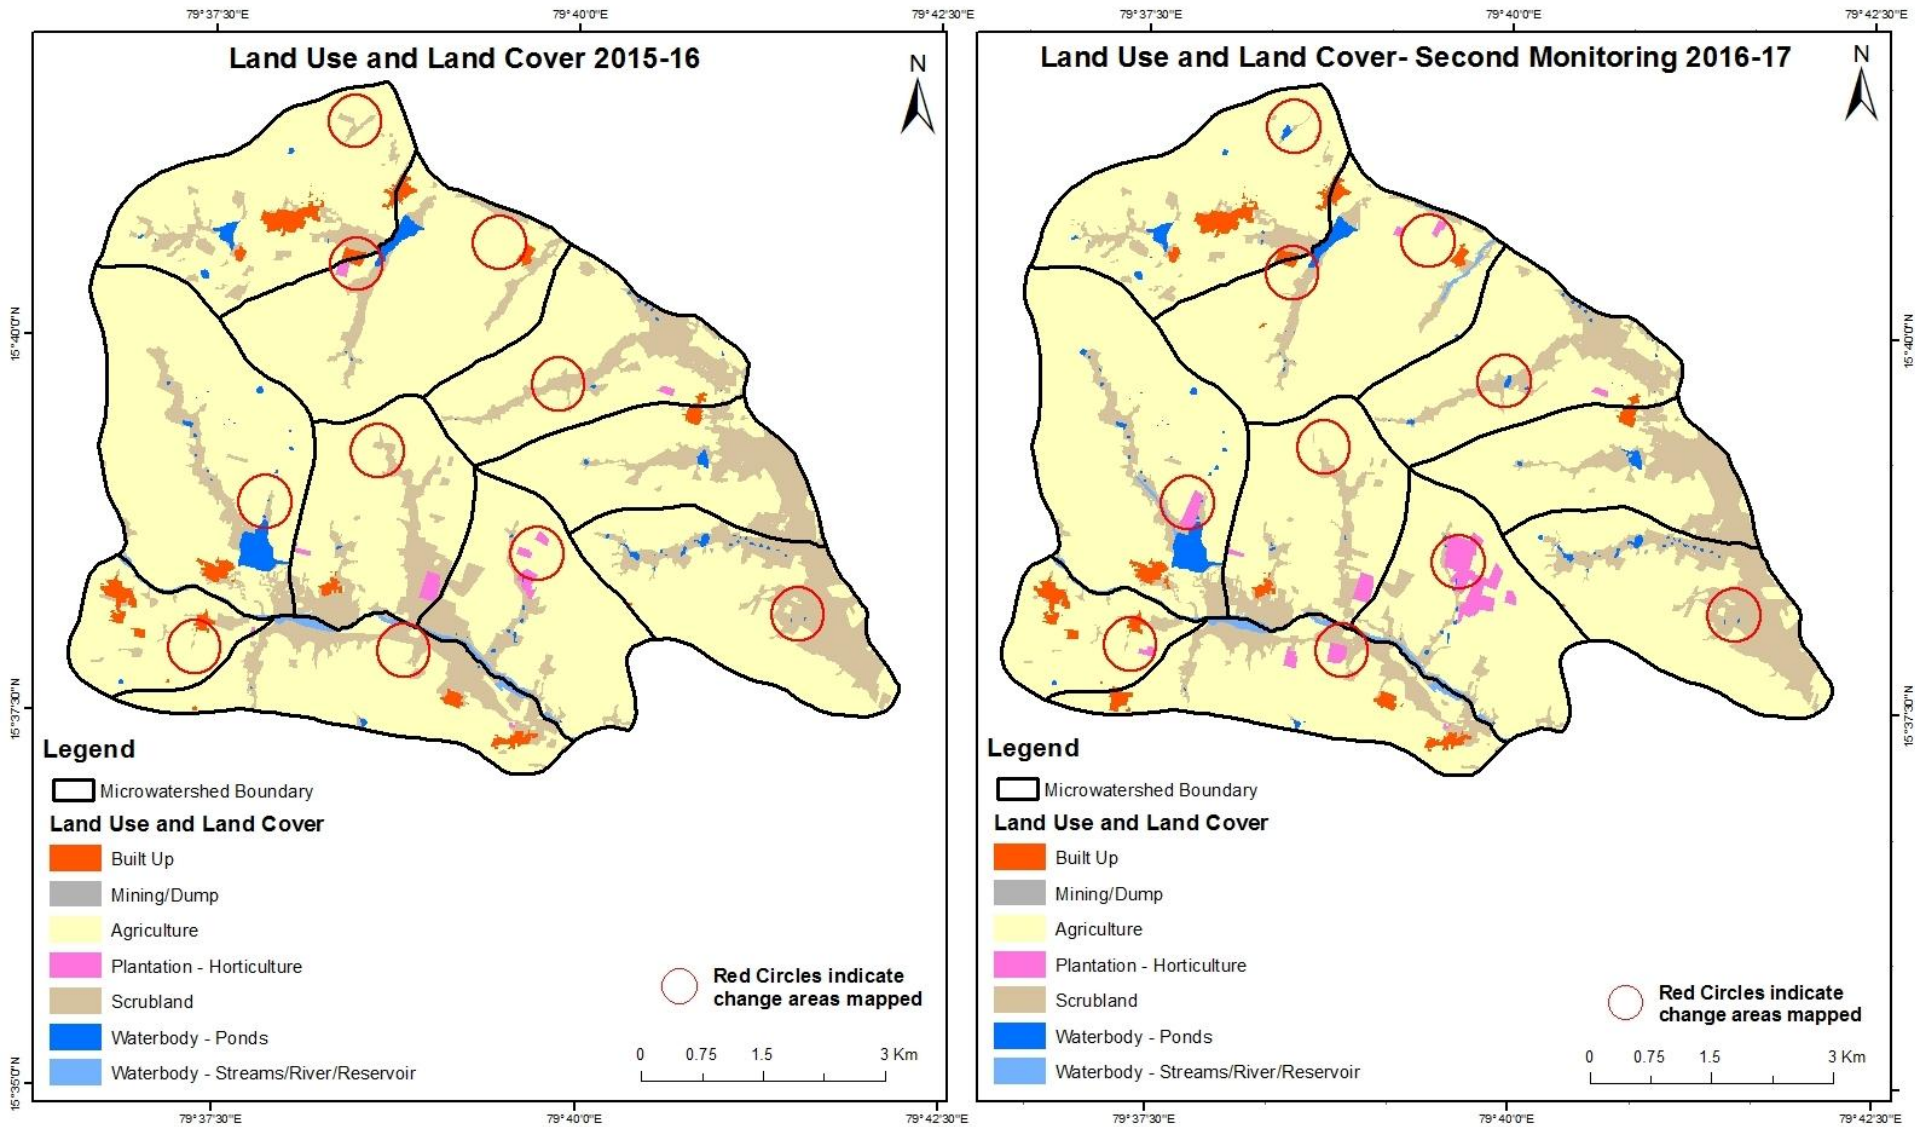 79°37'30"E 79°40'0"E 79°42'30"E
Land Use and Land Cover 2015-16
N
15°40'0"N
15°37'30"N
15°35'0"N
Legend
Microwatershed Boundary
Land Use and Land Cover
Built Up
Mining/Dump
Agriculture
Plantation - Horticulture
Scrubland
Waterbody - Ponds
Waterbody - Streams/River/Reservoir
Red Circles indicate
change areas mapped
0 0.75 1.5 3 Km
79°37'30"E 79°40'0"E 79°42'30"E
79°37'30"E 79°40'0"E 79°42'30"E
Land Use and Land Cover- Second Monitoring 2016-17
N
15°40'0"N
15°37'30"N
Legend
Microwatershed Boundary
Land Use and Land Cover
Built Up
Mining/Dump
Agriculture
Plantation - Horticulture
Scrubland
Waterbody - Ponds
Waterbody - Streams/River/Reservoir
Red Circles indicate
change areas mapped
0 0.75 1.5 3 Km
79°37'30"E 79°40'0"E 79°42'30"E